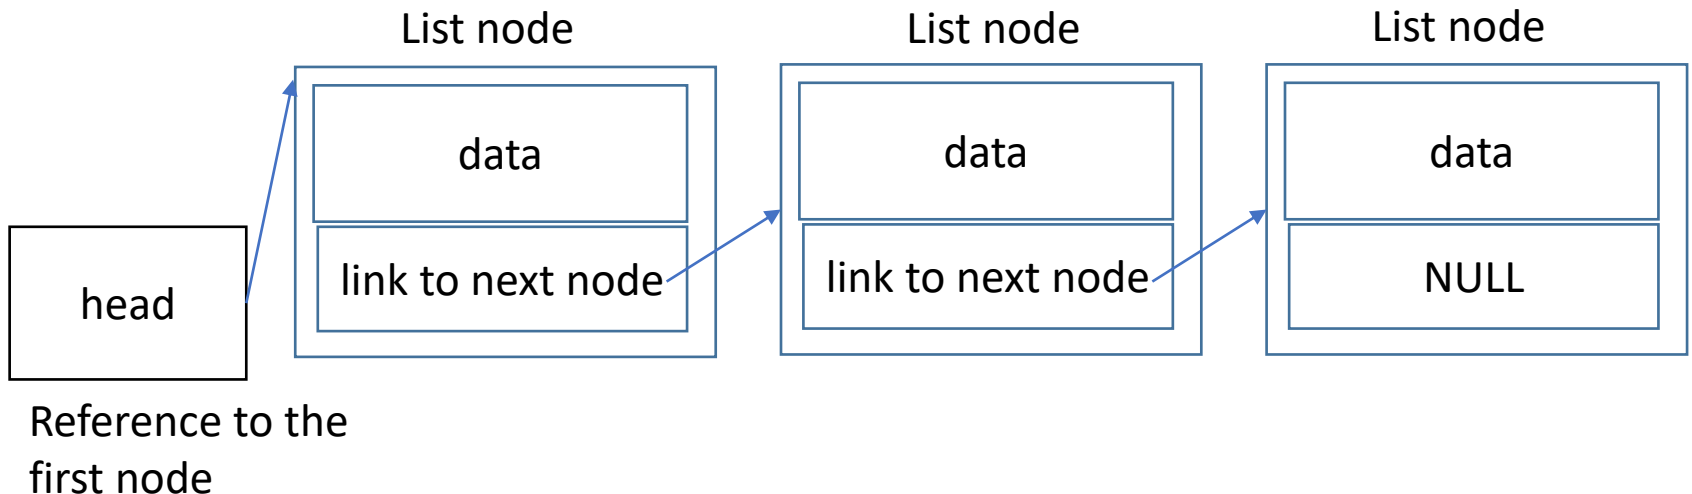 List node
List node
List node
data
data
data
link to next node
link to next node
NULL
head
Reference to the
first node